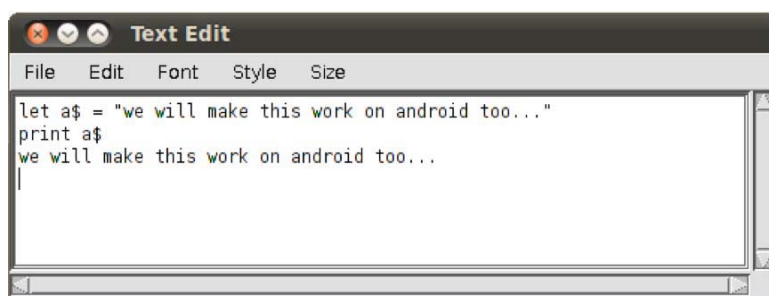 Text Edit
File Edit Font Style Size
let a$ = "we will make this work on android too..."
print a$
we will make this work on android too...